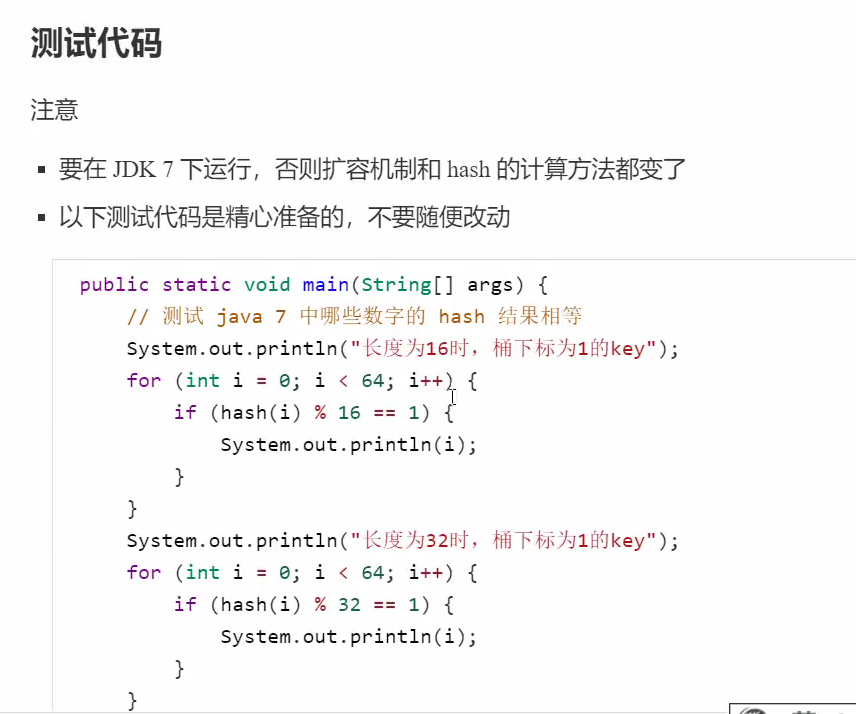 测试代码
注意
▪ 要在 JDK 7 下运行，否则扩容机制和 hash 的计算方法都变了
▪ 以下测试代码是精心准备的，不要随便改动
public static void main(String[] args) {
    // 测试 java 7 中哪些数字的 hash 结果相等
    System.out.println("长度为16时，桶下标为1的key");
    for (int i = 0; i < 64; i++) {
        if (hash(i) % 16 == 1) {
            System.out.println(i);
        }
    }
    System.out.println("长度为32时，桶下标为1的key");
    for (int i = 0; i < 64; i++) {
        if (hash(i) % 32 == 1) {
            System.out.println(i);
        }
    }